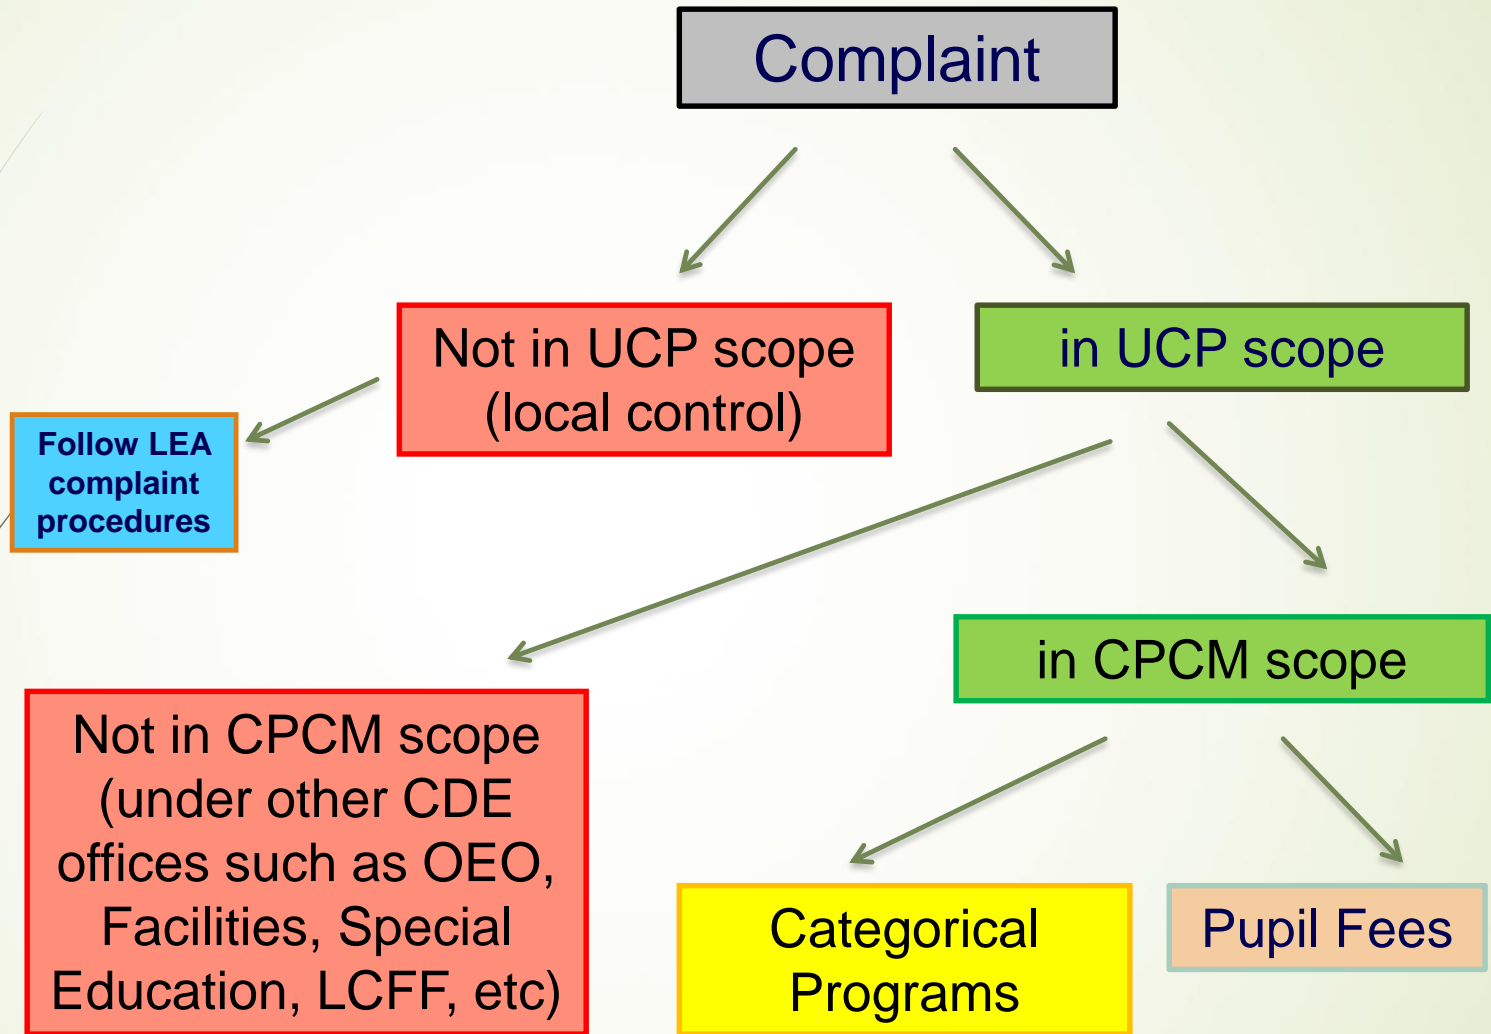 Complaint
Not in UCP scope
(local control)
in UCP scope
Follow LEA
complaint
procedures
in CPCM scope
Not in CPCM scope
(under other CDE
offices such as OEO,
Facilities, Special
Education, LCFF, etc)
Categorical
Programs
Pupil Fees